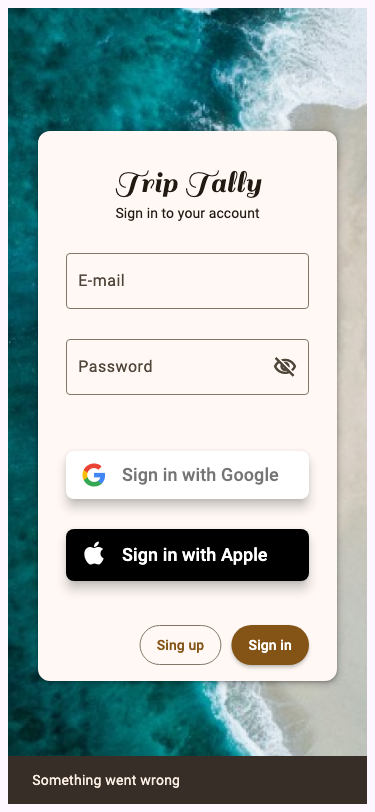 Trip Tally
Sign in to your account
E-mail
Password
Sign in with Google
Sign in with Apple
Sing up
Sign in
Something went wrong